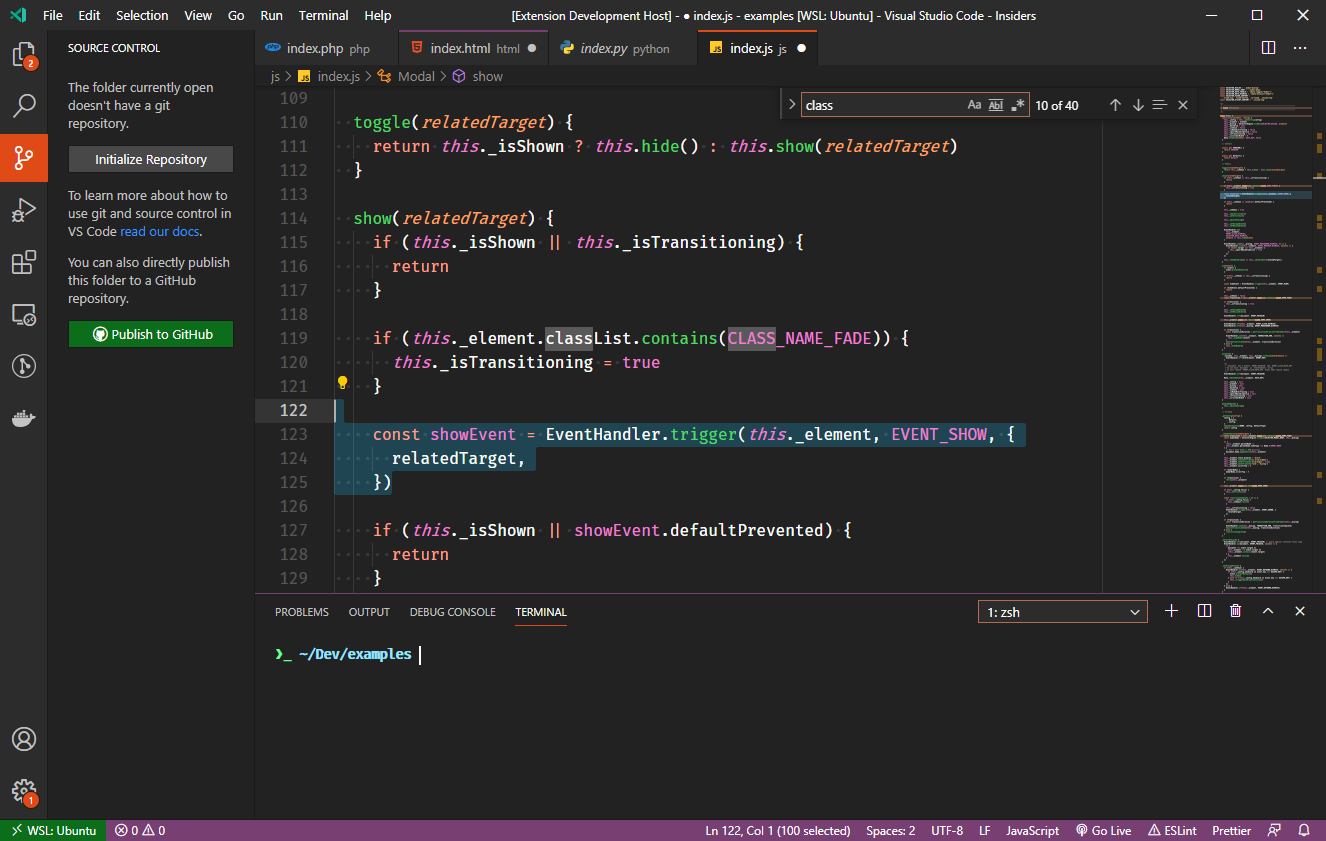 File Edit Selection View Go Run Terminal Help [Extension Development Host] - ● index.js - examples [WSL: Ubuntu] - Visual Studio Code - Insiders
2
SOURCE CONTROL
The folder currently open
doesn't have a git
repository.
Initialize Repository
To learn more about how to
use git and source control in
VS Code read our docs.
You can also directly publish
this folder to a GitHub
repository.
Publish to GitHub
1
index.php php index.html html ● index.py python JS index.js js ●
js > JS index.js > Modal > show
class Aa Abl .* 10 of 40
109
110 toggle(relatedTarget) {
111 return this._isShown ? this.hide() : this.show(relatedTarget)
112 }
113
114 show(relatedTarget) {
115 if (this._isShown || this._isTransitioning) {
116 return
117 }
118
119 if (this._element.classList.contains(CLASS_NAME_FADE)) {
120 this._isTransitioning = true
121 }
122
123 const showEvent = EventHandler.trigger(this._element, EVENT_SHOW, {
124 relatedTarget,
125 })
126
127 if (this._isShown || showEvent.defaultPrevented) {
128 return
129 }
PROBLEMS OUTPUT DEBUG CONSOLE TERMINAL 1: zsh
❯_ ~/Dev/examples
WSL: Ubuntu 0 0 Ln 122, Col 1 (100 selected) Spaces: 2 UTF-8 LF JavaScript Go Live ESLint Prettier